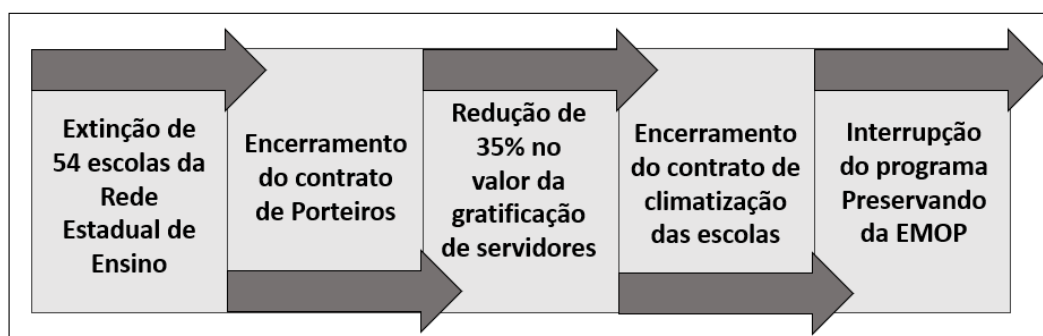 Extinção de
54 escolas da
Rede
Estadual de
Ensino
Encerramento
do contrato
de Porteiros
Redução de
35% no
valor da
gratificação
de servidores
Encerramento
do contrato de
climatização
das escolas
Interrupção
do programa
Preservando
da EMOP